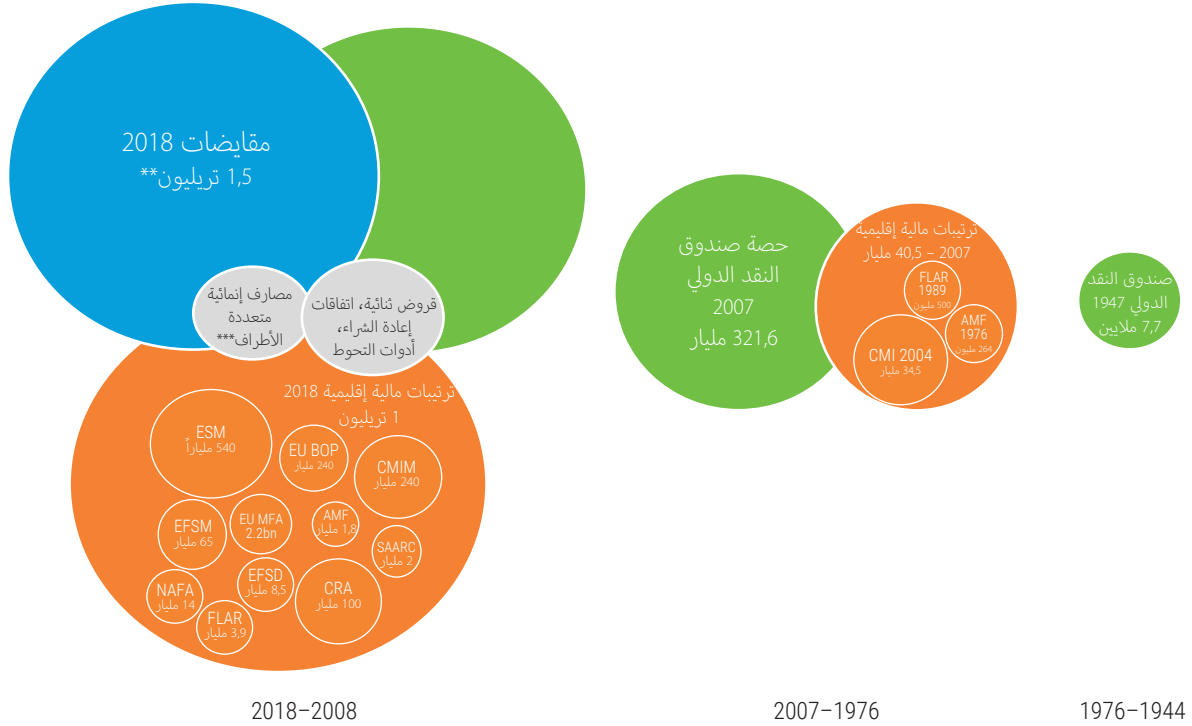 مقايضات 2018
1,5 تريليون**
مصارف إنمائية
متعددة
الأطراف***
قروض ثنائية، اتفاقات
إعادة الشراء،
أدوات التحوط
ترتيبات مالية إقليمية 2018
1 تريليون
ESM
540 ملياراً
EU BOP
240 مليار
CMIM
240 مليار
EFSM
65 مليار
EU MFA
2.2bn
AMF
1,8 مليار
SAARC
2 مليار
NAFA
14 مليار
EFSD
8,5 مليار
CRA
100 مليار
FLAR
3,9 مليار
2018–2008
حصة صندوق
النقد الدولي
2007
321,6 مليار
ترتيبات مالية إقليمية
2007 – 40,5 مليار
FLAR
1989
500 مليون
AMF
1976
264 مليون
CMI 2004
34,5 مليار
2007–1976
صندوق النقد
الدولي 1947
7,7 ملايين
1976–1944